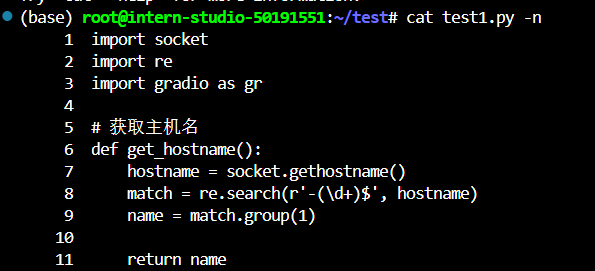 (base) root@intern-studio-50191551:~/test# cat test1.py -n
1 import socket
2 import re
3 import gradio as gr
4
5 # 获取主机名
6 def get_hostname():
7     hostname = socket.gethostname()
8     match = re.search(r'-(\d+)$', hostname)
9     name = match.group(1)
10
11     return name